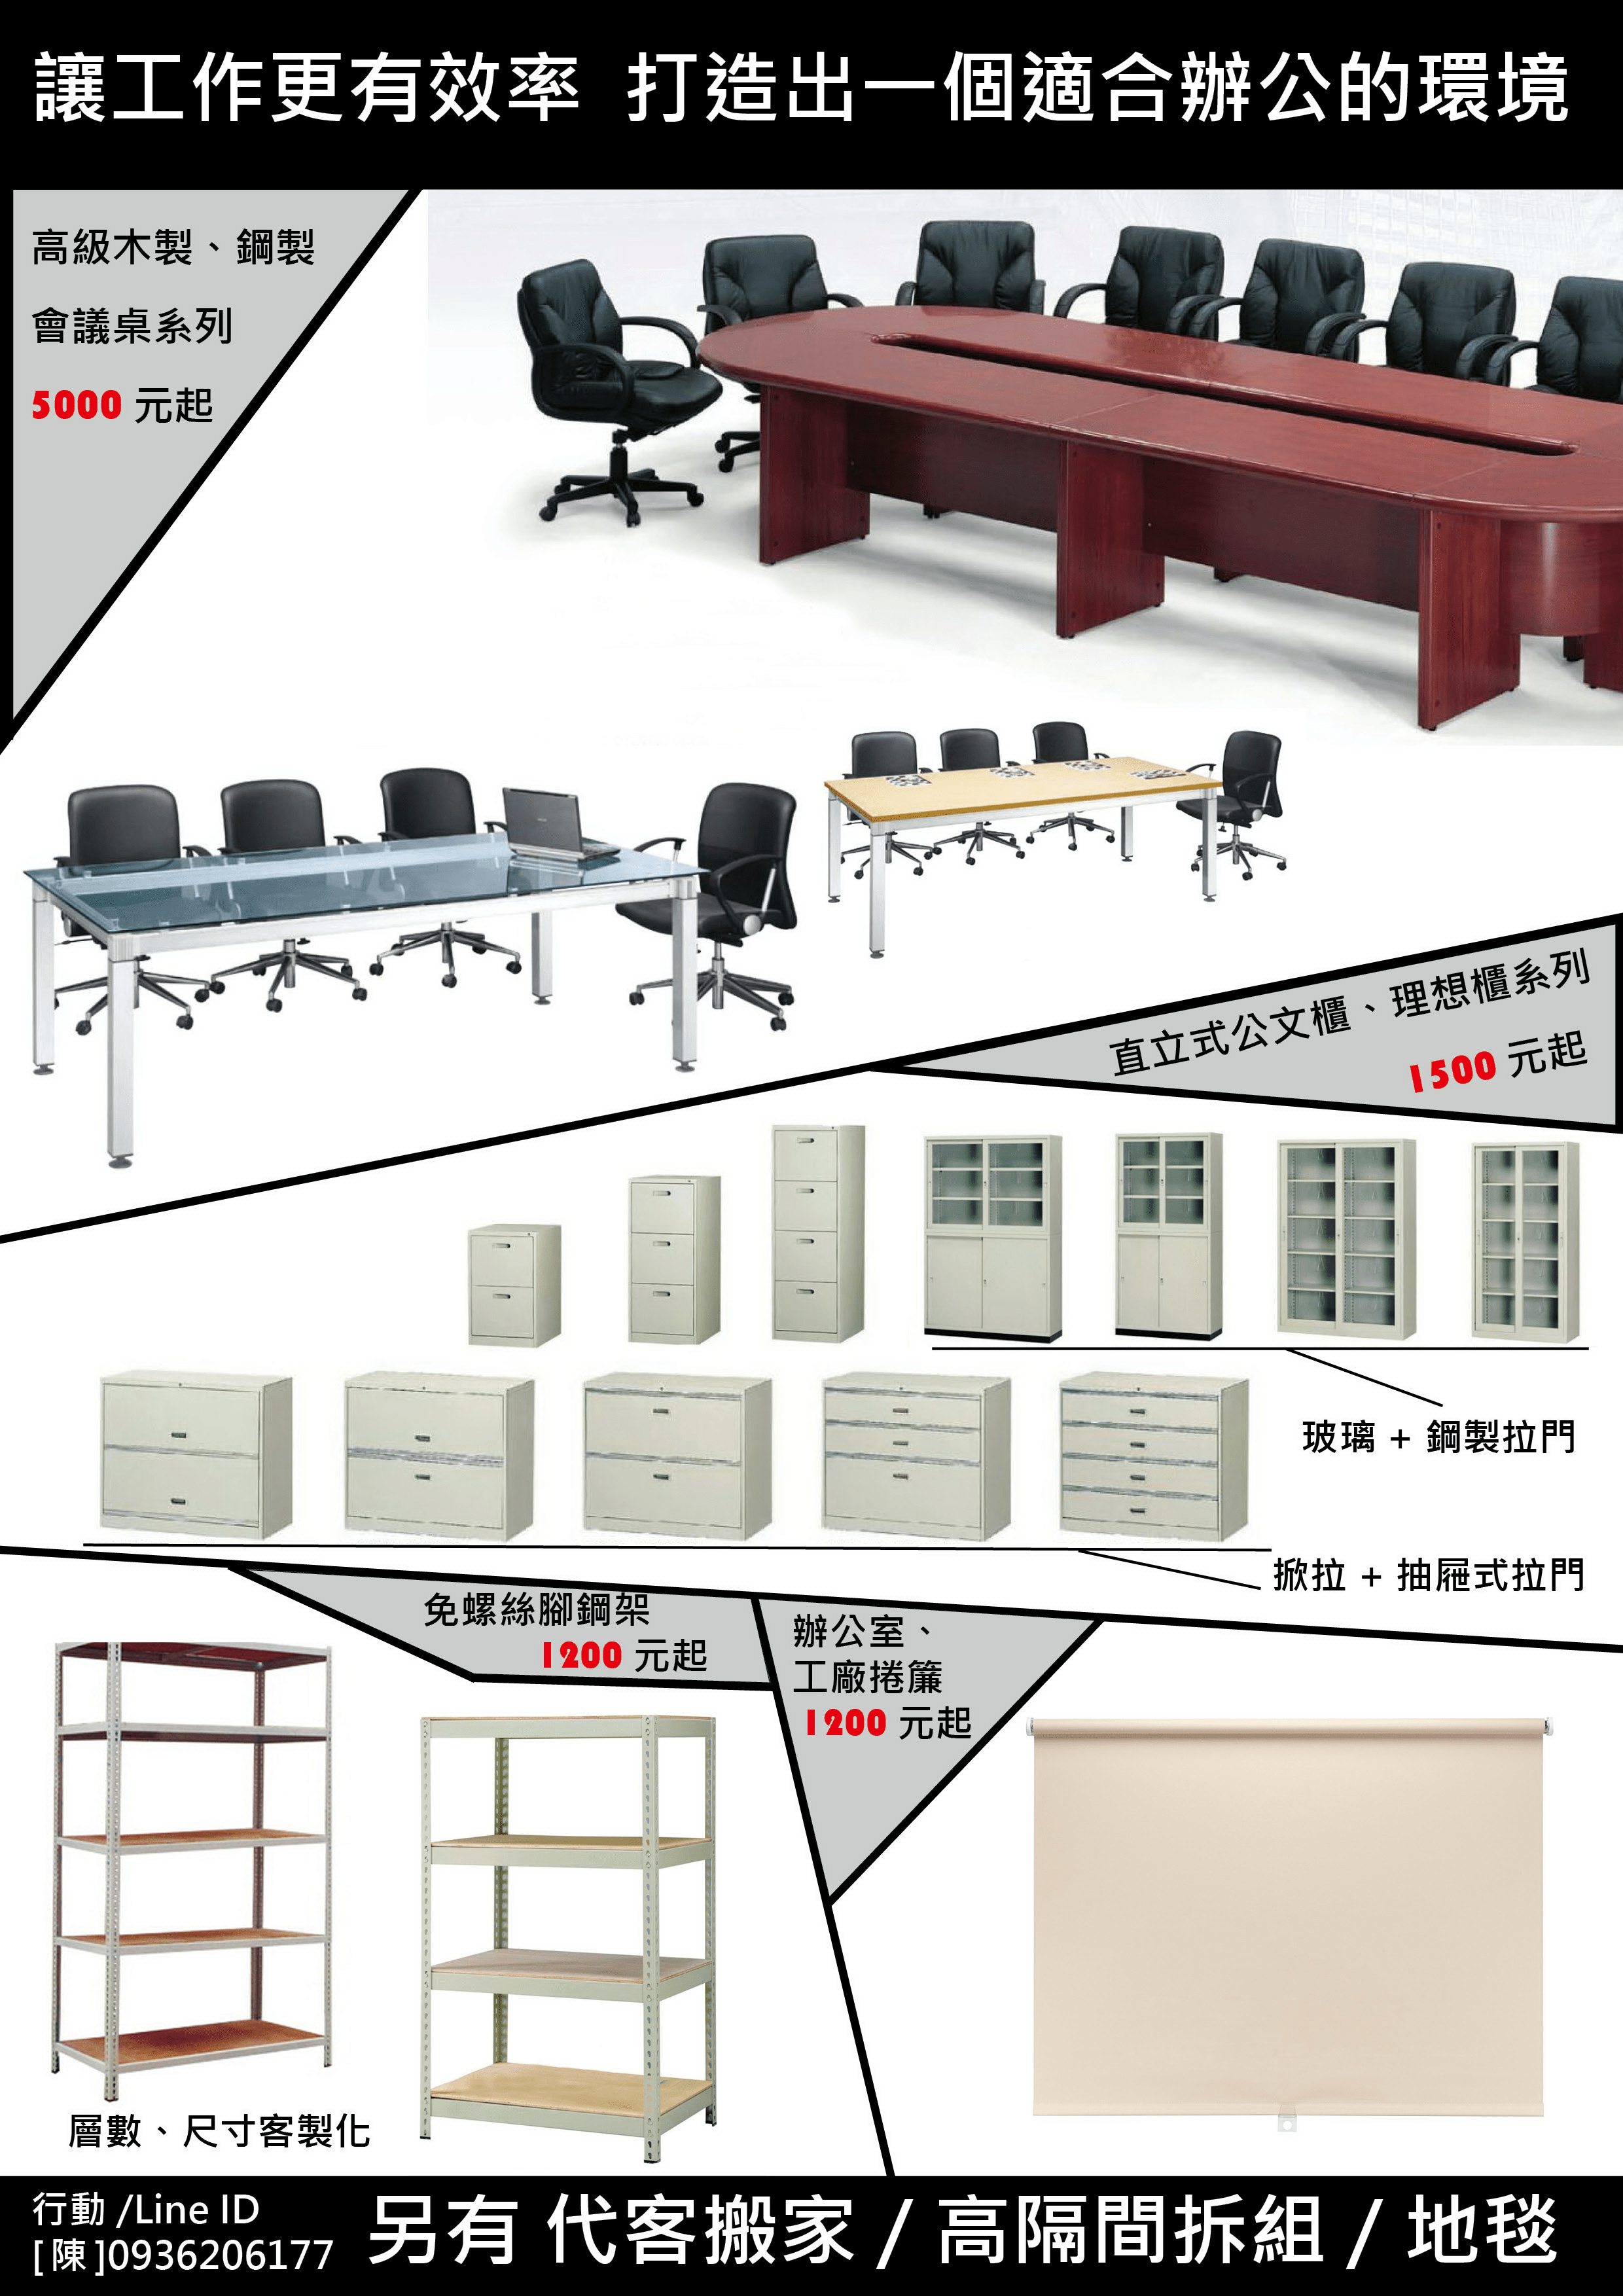 讓工作更有效率 打造出一個適合辦公的環境
高級木製、鋼製
會議桌系列
5000 元起
直立式公文櫃、理想櫃系列
1500 元起
玻璃 + 鋼製拉門
掀拉 + 抽屜式拉門
免螺絲腳鋼架
1200 元起
辦公室、
工廠捲簾
1200 元起
層數、尺寸客製化
行動 /Line ID
[ 陳 ]0936206177
另有 代客搬家 / 高隔間拆組 / 地毯